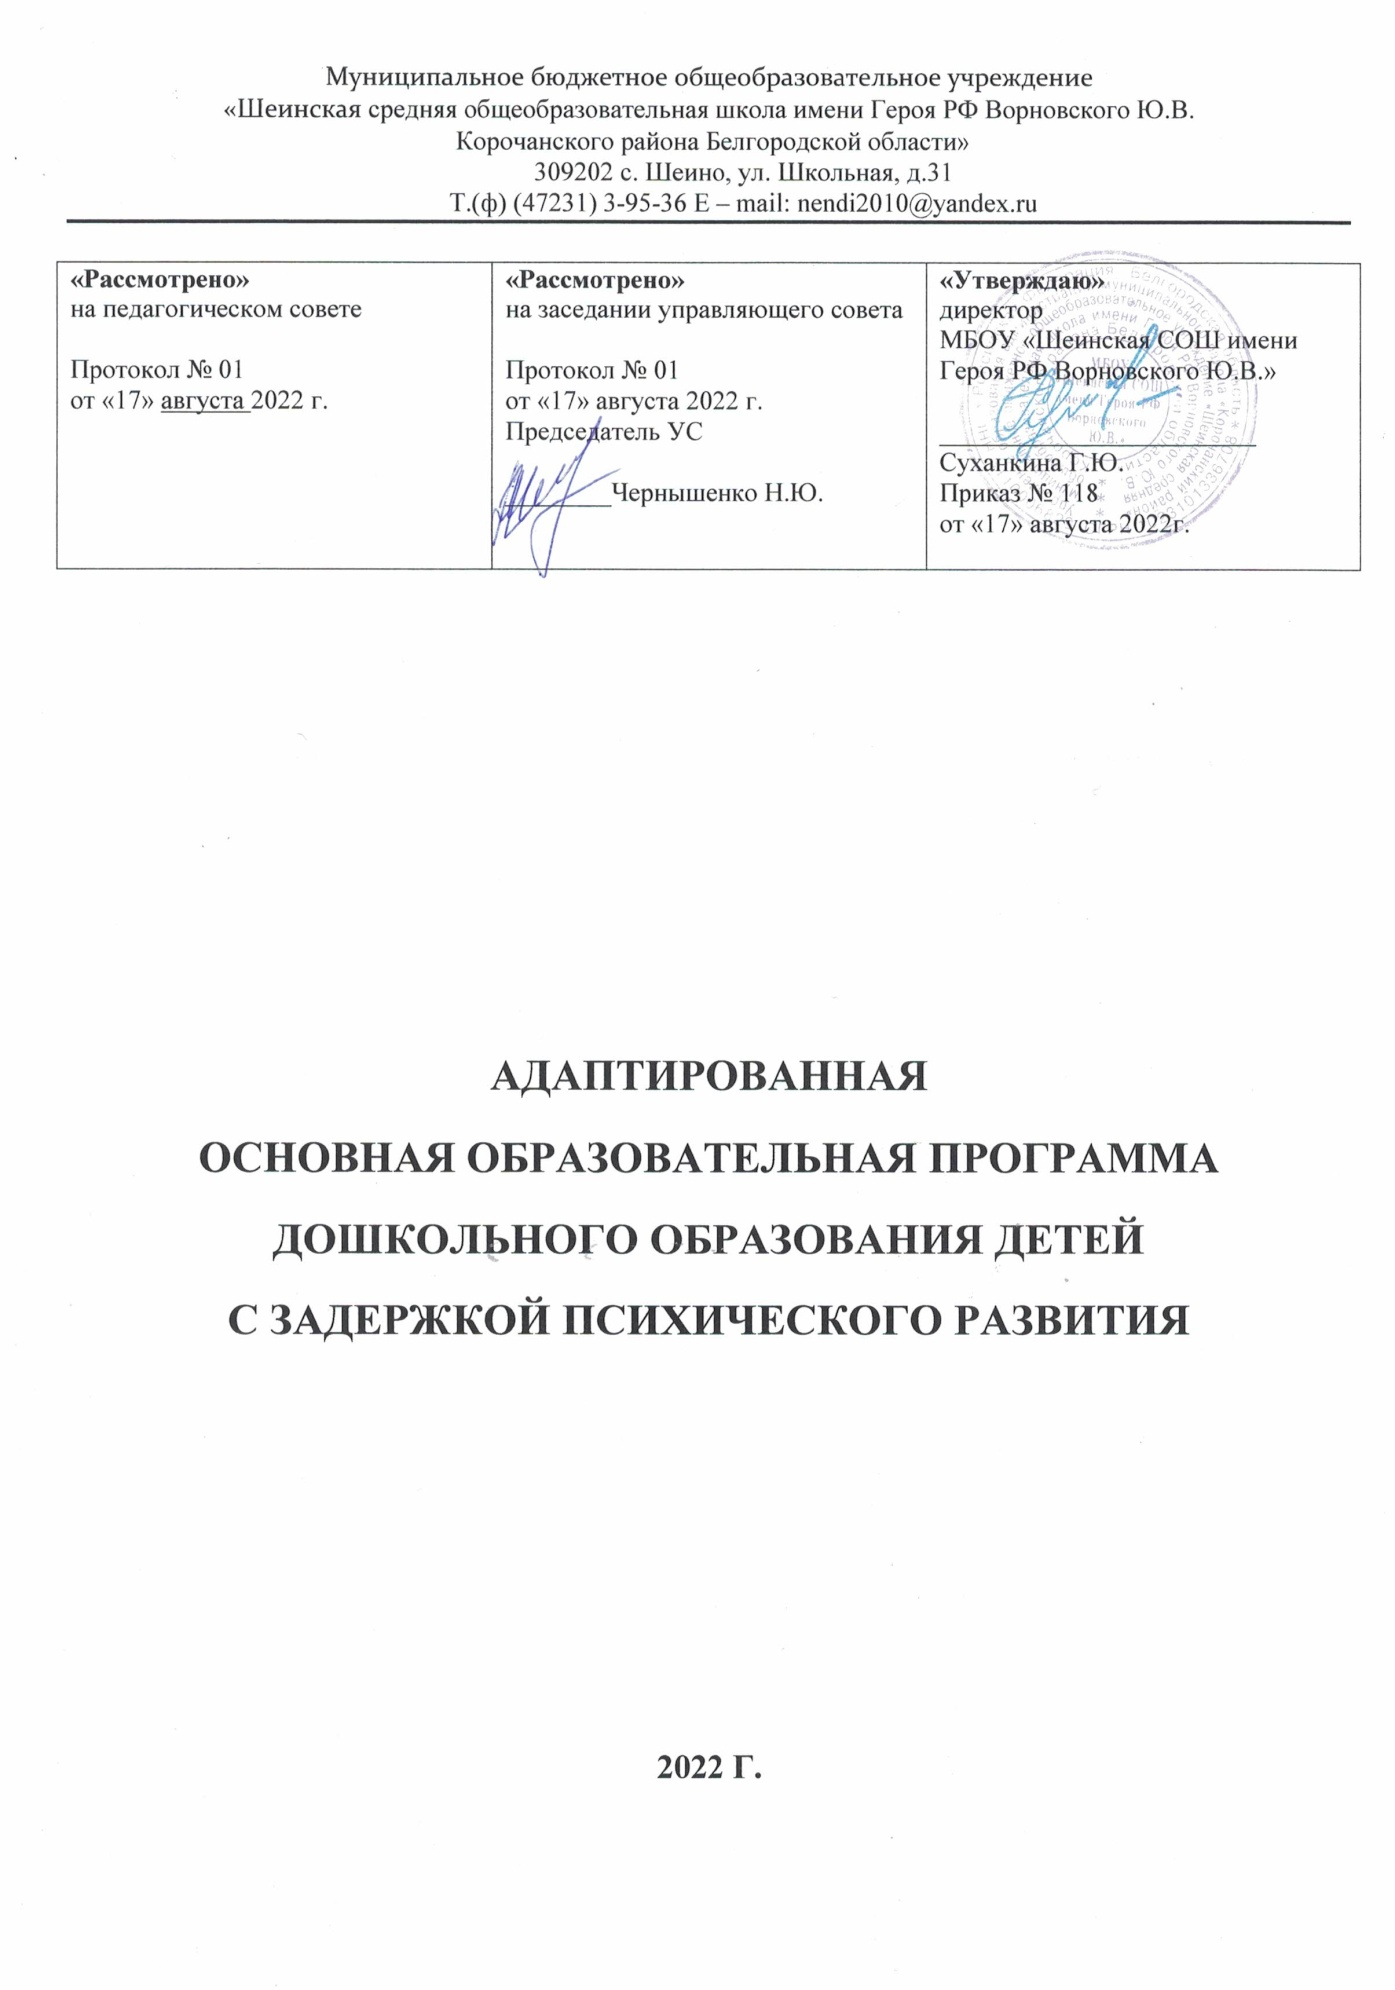 Муниципальное бюджетное общеобразовательное учреждение
«Шеинская средняя общеобразовательная школа имени Героя РФ Ворновского Ю.В.
Корочанского района Белгородской области»
309202 с. Шеино, ул. Школьная, д.31
Т.(ф) (47231) 3-95-36 E – mail: nendi2010@yandex.ru
«Рассмотрено»
на педагогическом совете
Протокол № 01
от «17» августа 2022 г.
«Рассмотрено»
на заседании управляющего совета
Протокол № 01
от «17» августа 2022 г.
Председатель УС
________Чернышенко Н.Ю.
«Утверждаю»
директор
МБОУ «Шеинская СОШ имени
Героя РФ Ворновского Ю.В.»
Суханкина Г.Ю.
Приказ № 118
от «17» августа 2022г.
АДАПТИРОВАННАЯ
ОСНОВНАЯ ОБРАЗОВАТЕЛЬНАЯ ПРОГРАММА
ДОШКОЛЬНОГО ОБРАЗОВАНИЯ ДЕТЕЙ
С ЗАДЕРЖКОЙ ПСИХИЧЕСКОГО РАЗВИТИЯ
2022 Г.